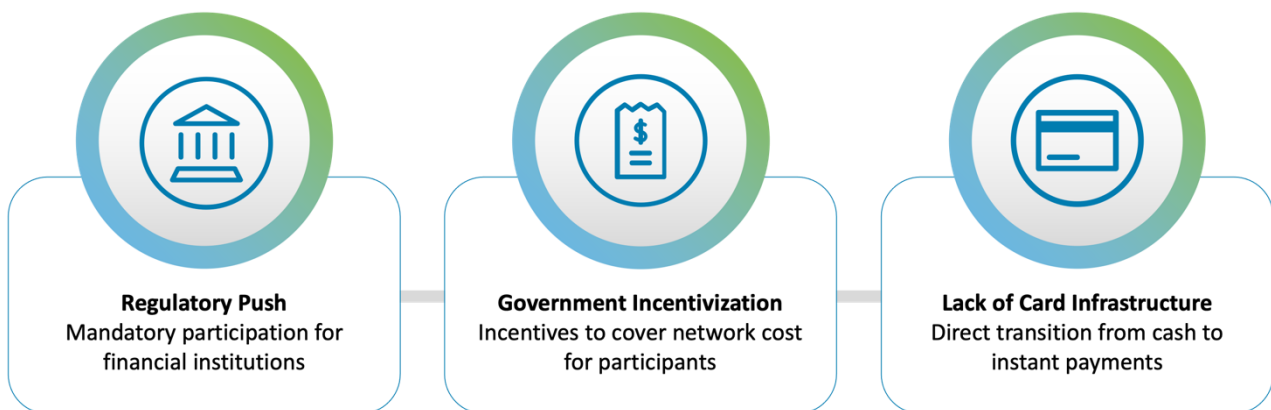 $
Regulatory Push
Mandatory participation for
financial institutions
Government Incentivization
Incentives to cover network cost
for participants
Lack of Card Infrastructure
Direct transition from cash to
instant payments